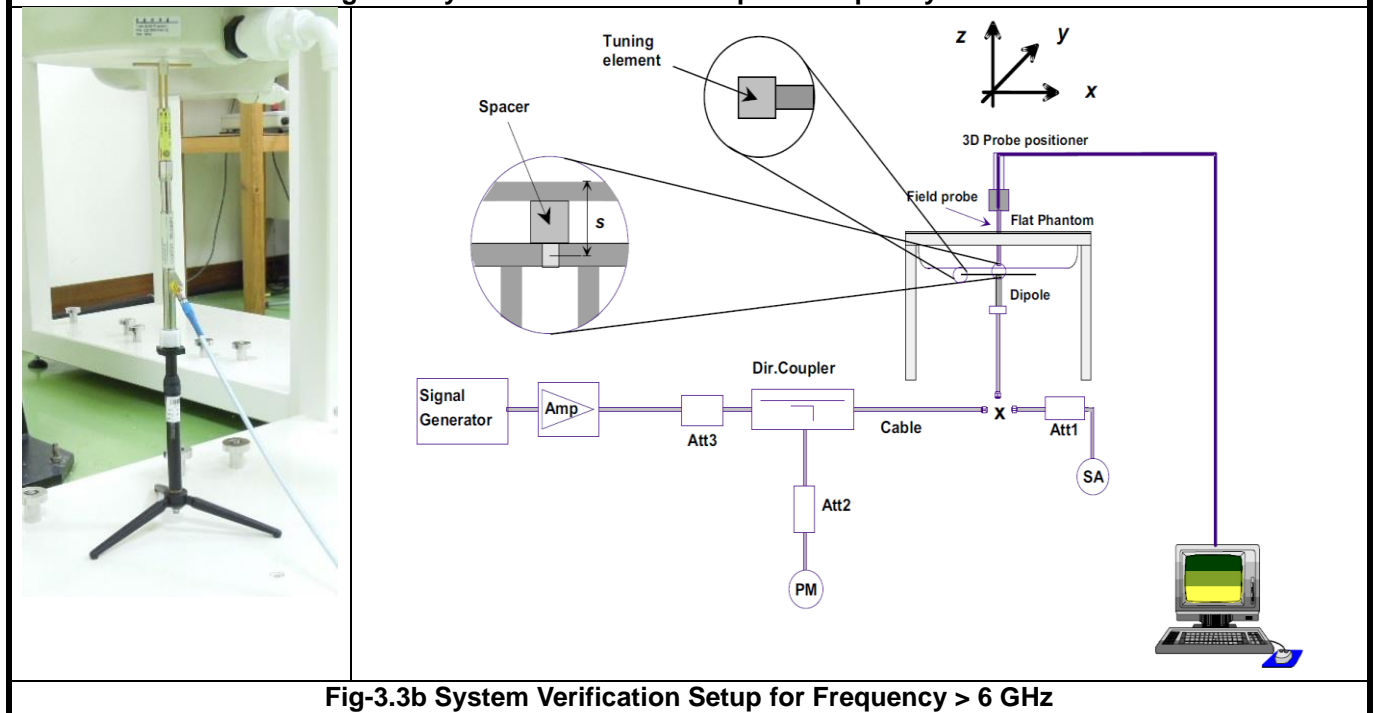 Tuning
element
Spacer
s
z
y
x
3D Probe positioner
Field probe
Flat Phantom
Dipole
Signal
Generator
Amp
Att3
Dir.Coupler
Cable
x
Att1
SA
Att2
PM
Fig-3.3b System Verification Setup for Frequency > 6 GHz